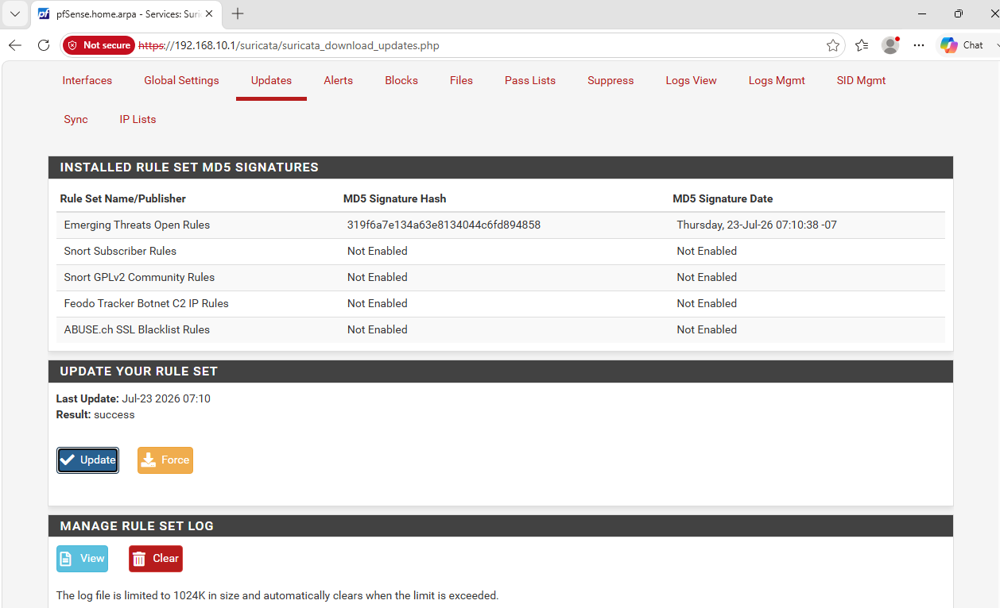 pfSense.home.arpa - Services: Suri
Not secure https://192.168.10.1/suricata/suricata_download_updates.php Chat
Interfaces Global Settings Updates Alerts Blocks Files Pass Lists Suppress Logs View Logs Mgmt SID Mgmt
Sync IP Lists
INSTALLED RULE SET MD5 SIGNATURES
Rule Set Name/Publisher MD5 Signature Hash MD5 Signature Date
Emerging Threats Open Rules 319f6a7e134a63e8134044c6fd894858 Thursday, 23-Jul-26 07:10:38 -07
Snort Subscriber Rules Not Enabled Not Enabled
Snort GPLv2 Community Rules Not Enabled Not Enabled
Feodo Tracker Botnet C2 IP Rules Not Enabled Not Enabled
ABUSE.ch SSL Blacklist Rules Not Enabled Not Enabled
UPDATE YOUR RULE SET
Last Update: Jul-23 2026 07:10
Result: success
Update Force
MANAGE RULE SET LOG
View Clear
The log file is limited to 1024K in size and automatically clears when the limit is exceeded.